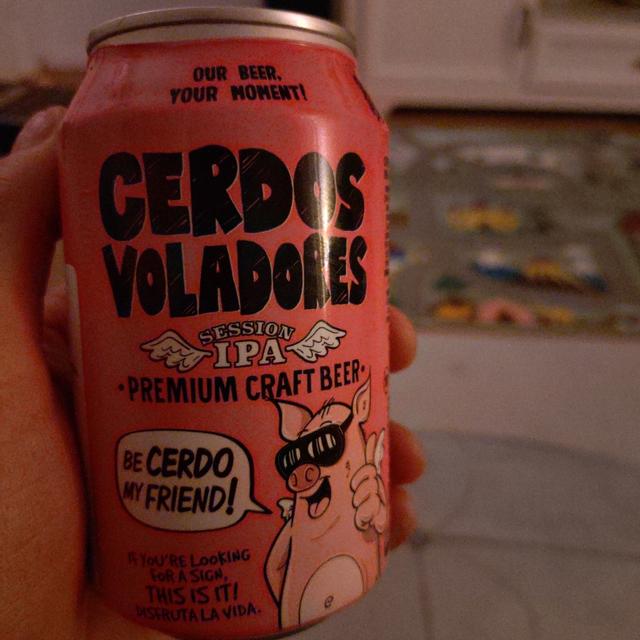 OUR BEER,
YOUR MOMENT!
CERDOS
VOLADORES
SESSION
IPA
·PREMIUM CRAFT BEER·
BE CERDO
MY FRIEND!
IF YOU'RE LOOKING
FOR A SIGN,
THIS IS IT!
DISFRUTA LA VIDA.